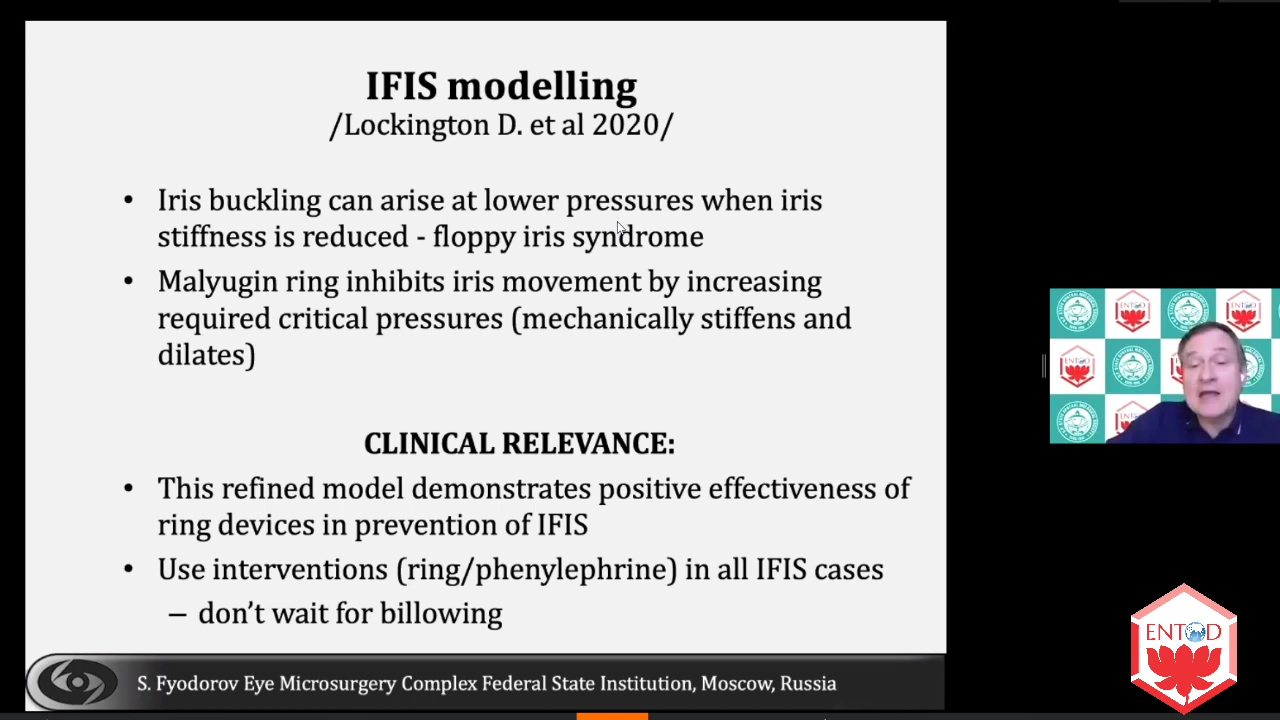 IFIS modelling
/Lockington D. et al 2020/
• Iris buckling can arise at lower pressures when iris
stiffness is reduced - floppy iris syndrome
• Malyugin ring inhibits iris movement by increasing
required critical pressures (mechanically stiffens and
dilates)
CLINICAL RELEVANCE:
• This refined model demonstrates positive effectiveness of
ring devices in prevention of IFIS
• Use interventions (ring/phenylephrine) in all IFIS cases
– don’t wait for billowing
S. Fyodorov Eye Microsurgery Complex Federal State Institution, Moscow, Russia
ENTOD
ENTOD
ENTOD